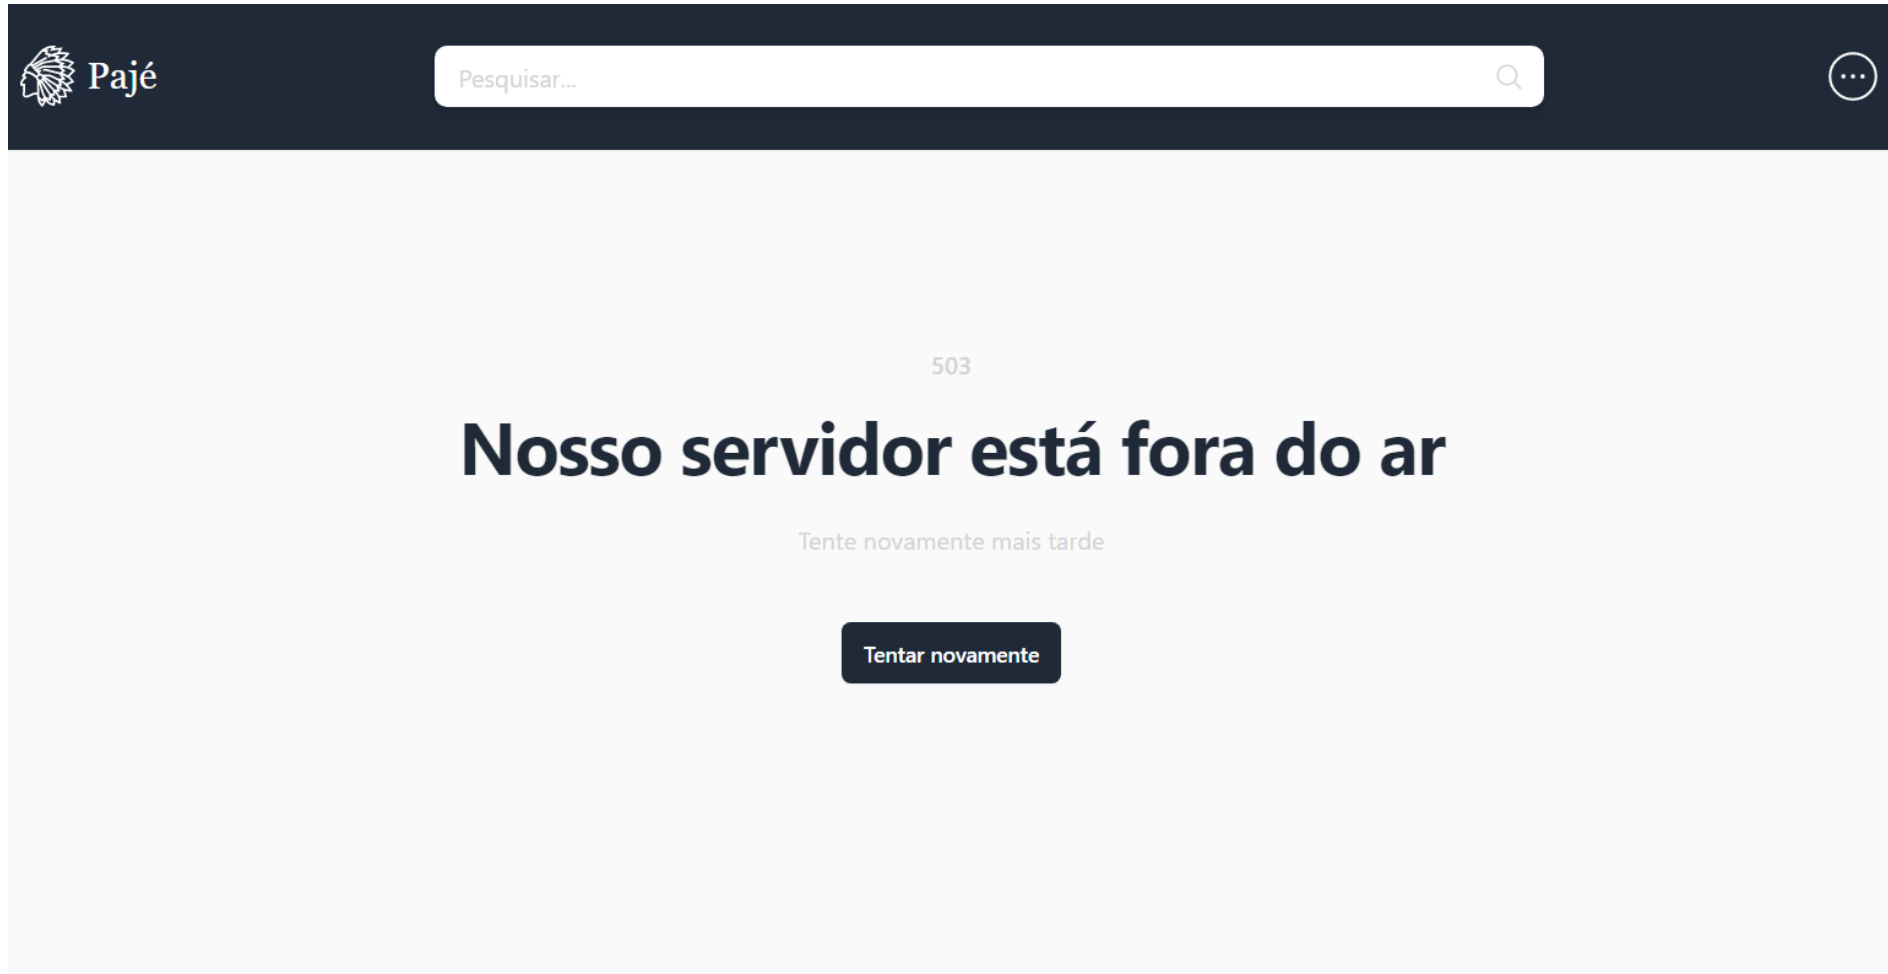 Pajé
Pesquisar...
503
Nosso servidor está fora do ar
Tente novamente mais tarde
Tentar novamente